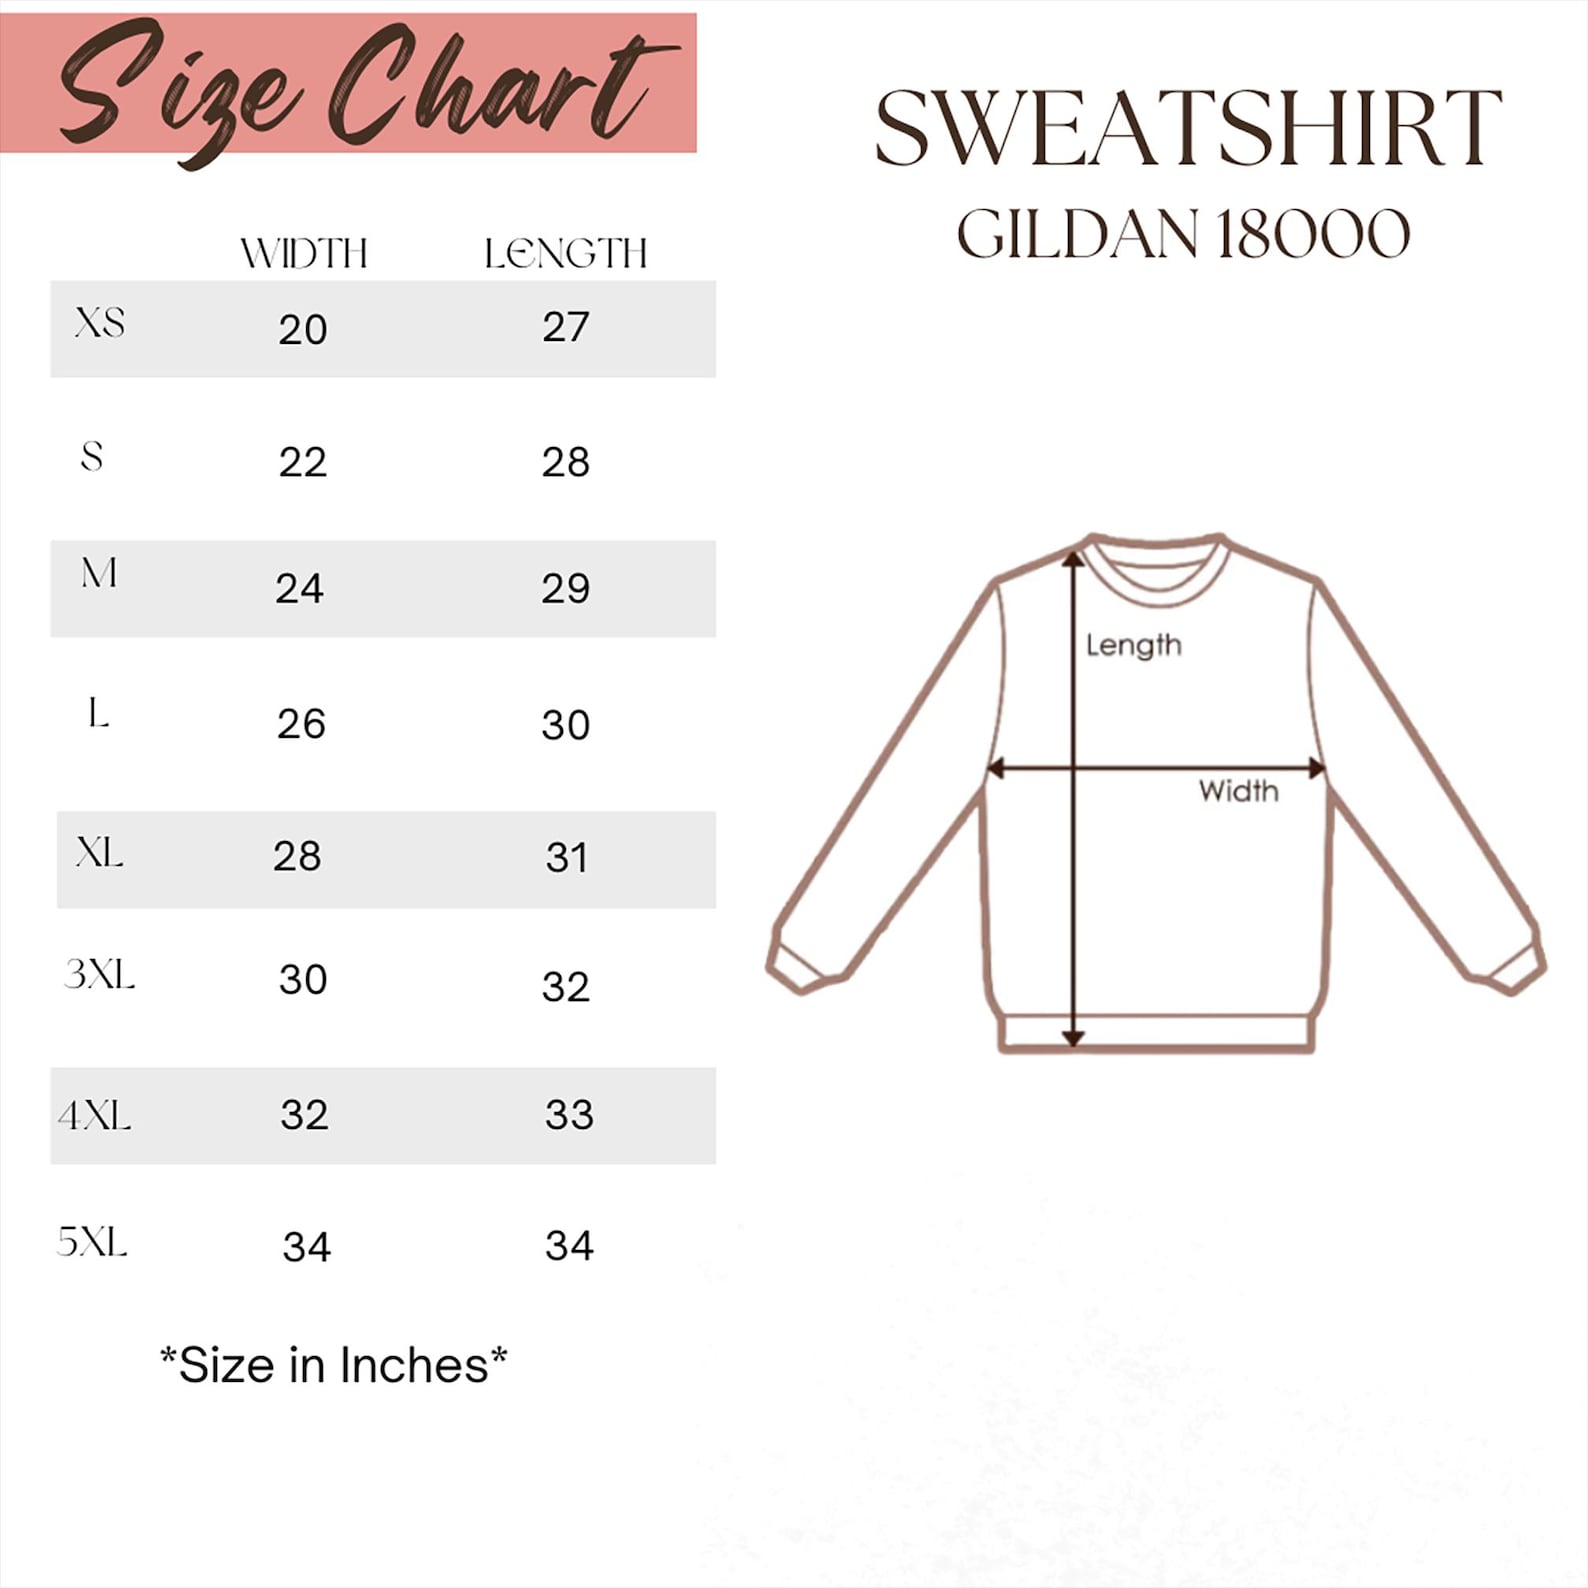 Size Chart
SWEATSHIRT
GILDAN 18000
WIDTH LENGTH
XS 20 27
S 22 28
M 24 29
L 26 30
XL 28 31
3XL 30 32
4XL 32 33
5XL 34 34
*Size in Inches*
Length
Width